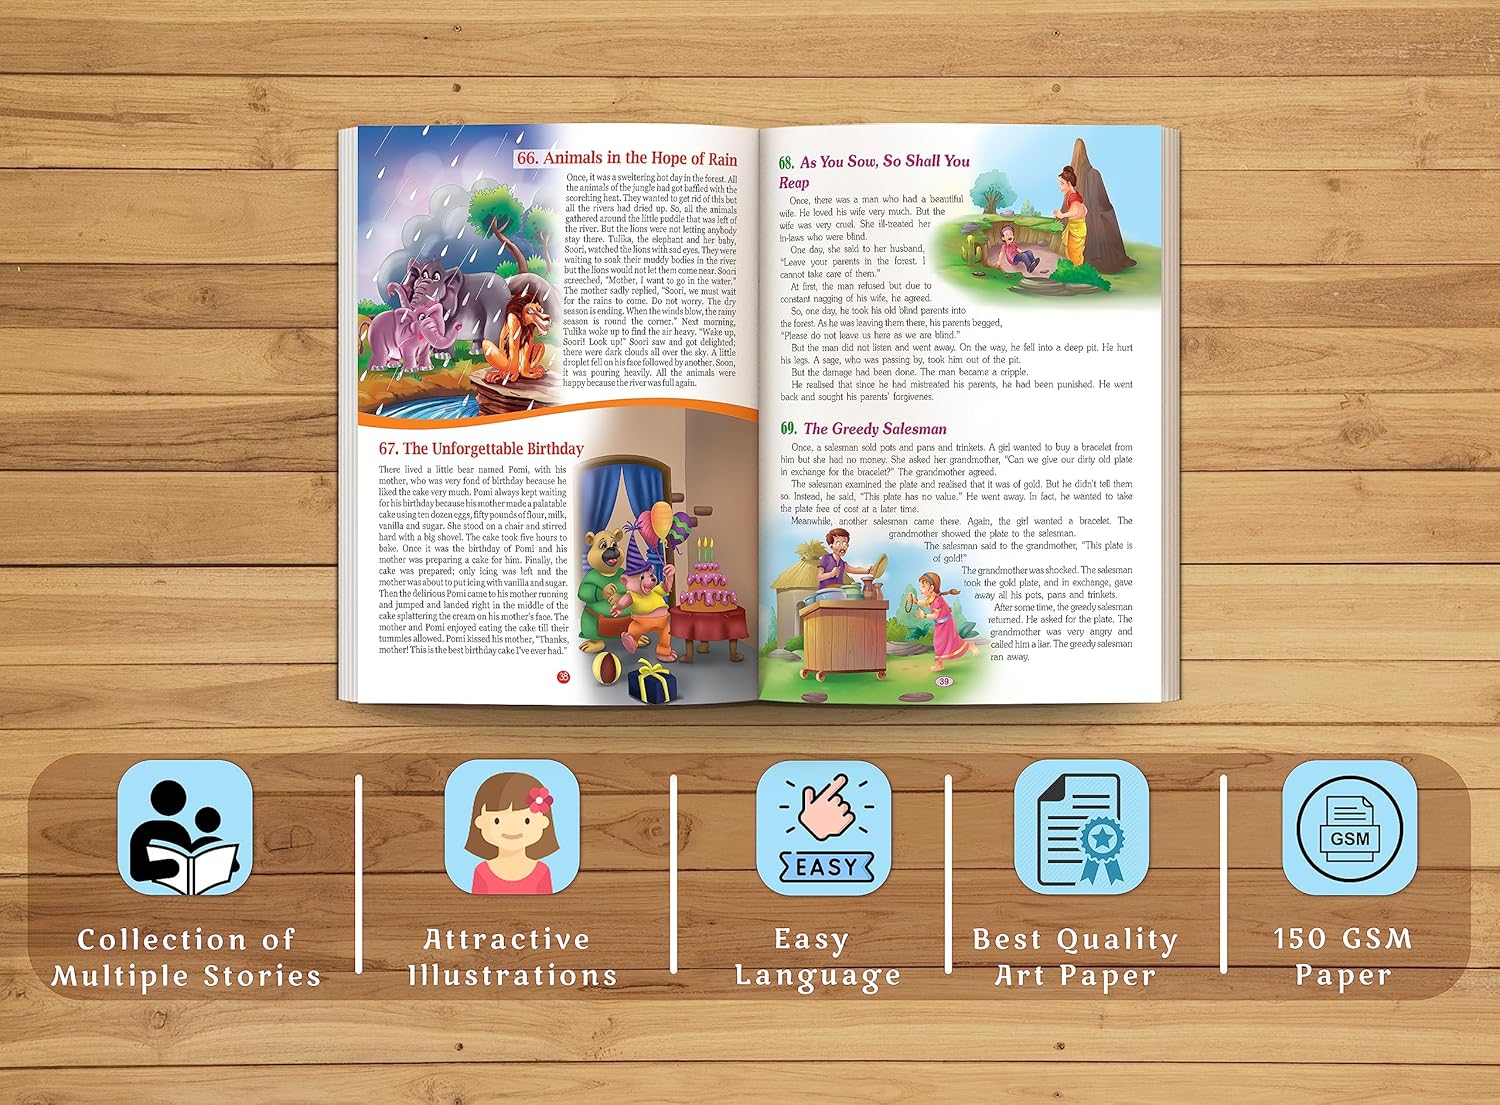 66. Animals in the Hope of Rain
Once, it was a sweltering hot day in the forest. All
the animals of the jungle had got baffled with the
scorching heat. They wanted to get rid of this but
all the rivers had dried up. So, all the animals
gathered around the little puddle that was left of
the river. But the lions were not letting anybody
stay there. Tulika, the elephant and her baby,
Soori, watched the lions with sad eyes. They were
waiting to soak their muddy bodies in the river
but the lions would not let them come near. Soori
screeched, "Mother, I want to go in the water."
The mother sadly replied, "Soori, we must wait
for the rains to come. Do not worry. The dry
season is ending. When the winds blow, the rainy
season is round the corner." Next morning,
Tulika woke up to find the air heavy. "Wake up,
Soori! Look up!" Soori saw and got delighted;
there were dark clouds all over the sky. A little
droplet fell on his face followed by another. Soon,
it was pouring heavily. All the animals were
happy because the river was full again.
67. The Unforgettable Birthday
There lived a little bear named Pomi, with his
mother, who was very fond of birthday because he
liked the cake very much. Pomi always kept waiting
for his birthday because his mother made a palatable
cake using ten dozen eggs, fifty pounds of flour, milk,
vanilla and sugar. She stood on a chair and stirred
hard with a big shovel. The cake took five hours to
bake. Once it was the birthday of Pomi and his
mother was preparing a cake for him. Finally, the
cake was prepared; only icing was left and the
mother was about to put icing with vanilla and sugar.
Then the delirious Pomi came to his mother running
and jumped and landed right in the middle of the
cake splattering the cream on his mother's face. The
mother and Pomi enjoyed eating the cake till their
tummies allowed. Pomi kissed his mother, "Thanks,
mother! This is the best birthday cake I've ever had."
38
68. As You Sow, So Shall You
Reap
Once, there was a man who had a beautiful
wife. He loved his wife very much. But the
wife was very cruel. She ill-treated her
in-laws who were blind.
One day, she said to her husband,
"Leave your parents in the forest. I
cannot take care of them."
At first, the man refused but due to
constant nagging of his wife, he agreed.
So, one day, he took his old blind parents into
the forest. As he was leaving them there, his parents begged,
"Please do not leave us here as we are blind."
But the man did not listen and went away. On the way, he fell into a deep pit. He hurt
his legs. A sage, who was passing by, took him out of the pit.
But the damage had been done. The man became a cripple.
He realised that since he had mistreated his parents, he had been punished. He went
back and sought his parents' forgivenes.
69. The Greedy Salesman
Once, a salesman sold pots and pans and trinkets. A girl wanted to buy a bracelet from
him but she had no money. She asked her grandmother, "Can we give our dirty old plate
in exchange for the bracelet?" The grandmother agreed.
The salesman examined the plate and realised that it was of gold. But he didn't tell them
so. Instead, he said, "This plate has no value." He went away. In fact, he wanted to take
the plate free of cost at a later time.
Meanwhile, another salesman came there. Again, the girl wanted a bracelet. The
grandmother showed the plate to the salesman.
The salesman said to the grandmother, "This plate is
of gold!"
The grandmother was shocked. The salesman
took the gold plate, and in exchange, gave
away all his pots, pans and trinkets.
After some time, the greedy salesman
returned. He asked for the plate. The
grandmother was very angry and
called him a liar. The greedy salesman
ran away.
39
EASY
GSM
Collection of
Multiple Stories
Attractive
Illustrations
Easy
Language
Best Quality
Art Paper
150 GSM
Paper